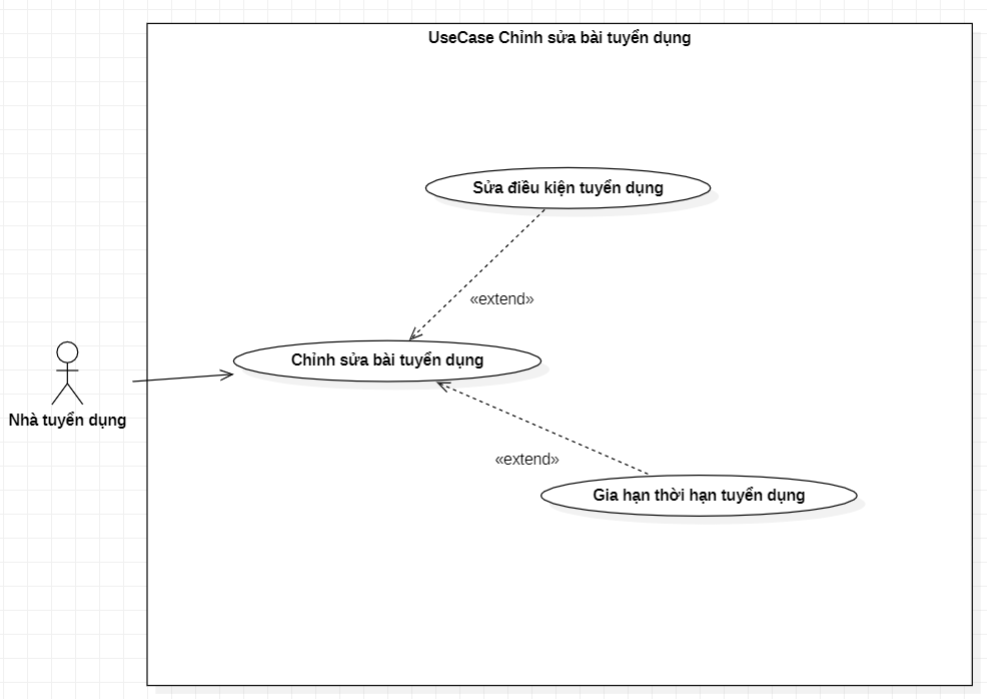 UseCase Chỉnh sửa bài tuyển dụng
Sửa điều kiện tuyển dụng
«extend»
Chỉnh sửa bài tuyển dụng
Nhà tuyển dụng
«extend»
Gia hạn thời hạn tuyển dụng